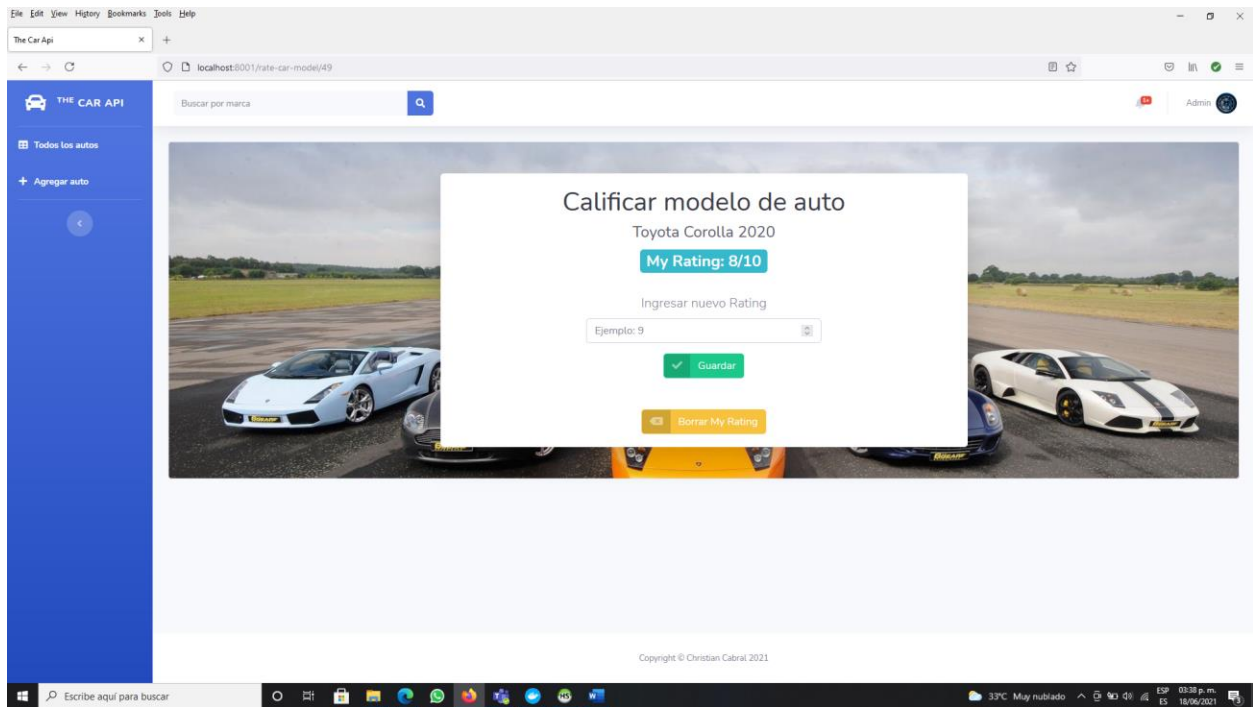 File Edit View History Bookmarks Tools Help
The Car Api
localhost:8001/rate-car-model/49
THE CAR API
Buscar por marca
Admin
Todos los autos
Agregar auto
Calificar modelo de auto
Toyota Corolla 2020
My Rating: 8/10
Ingresar nuevo Rating
Ejemplo: 9
Guardar
Borrar My Rating
Copyright © Christian Cabral 2021
Escribe aquí para buscar
33°C Muy nublado
ESP
ES
03:38 p. m.
18/06/2021